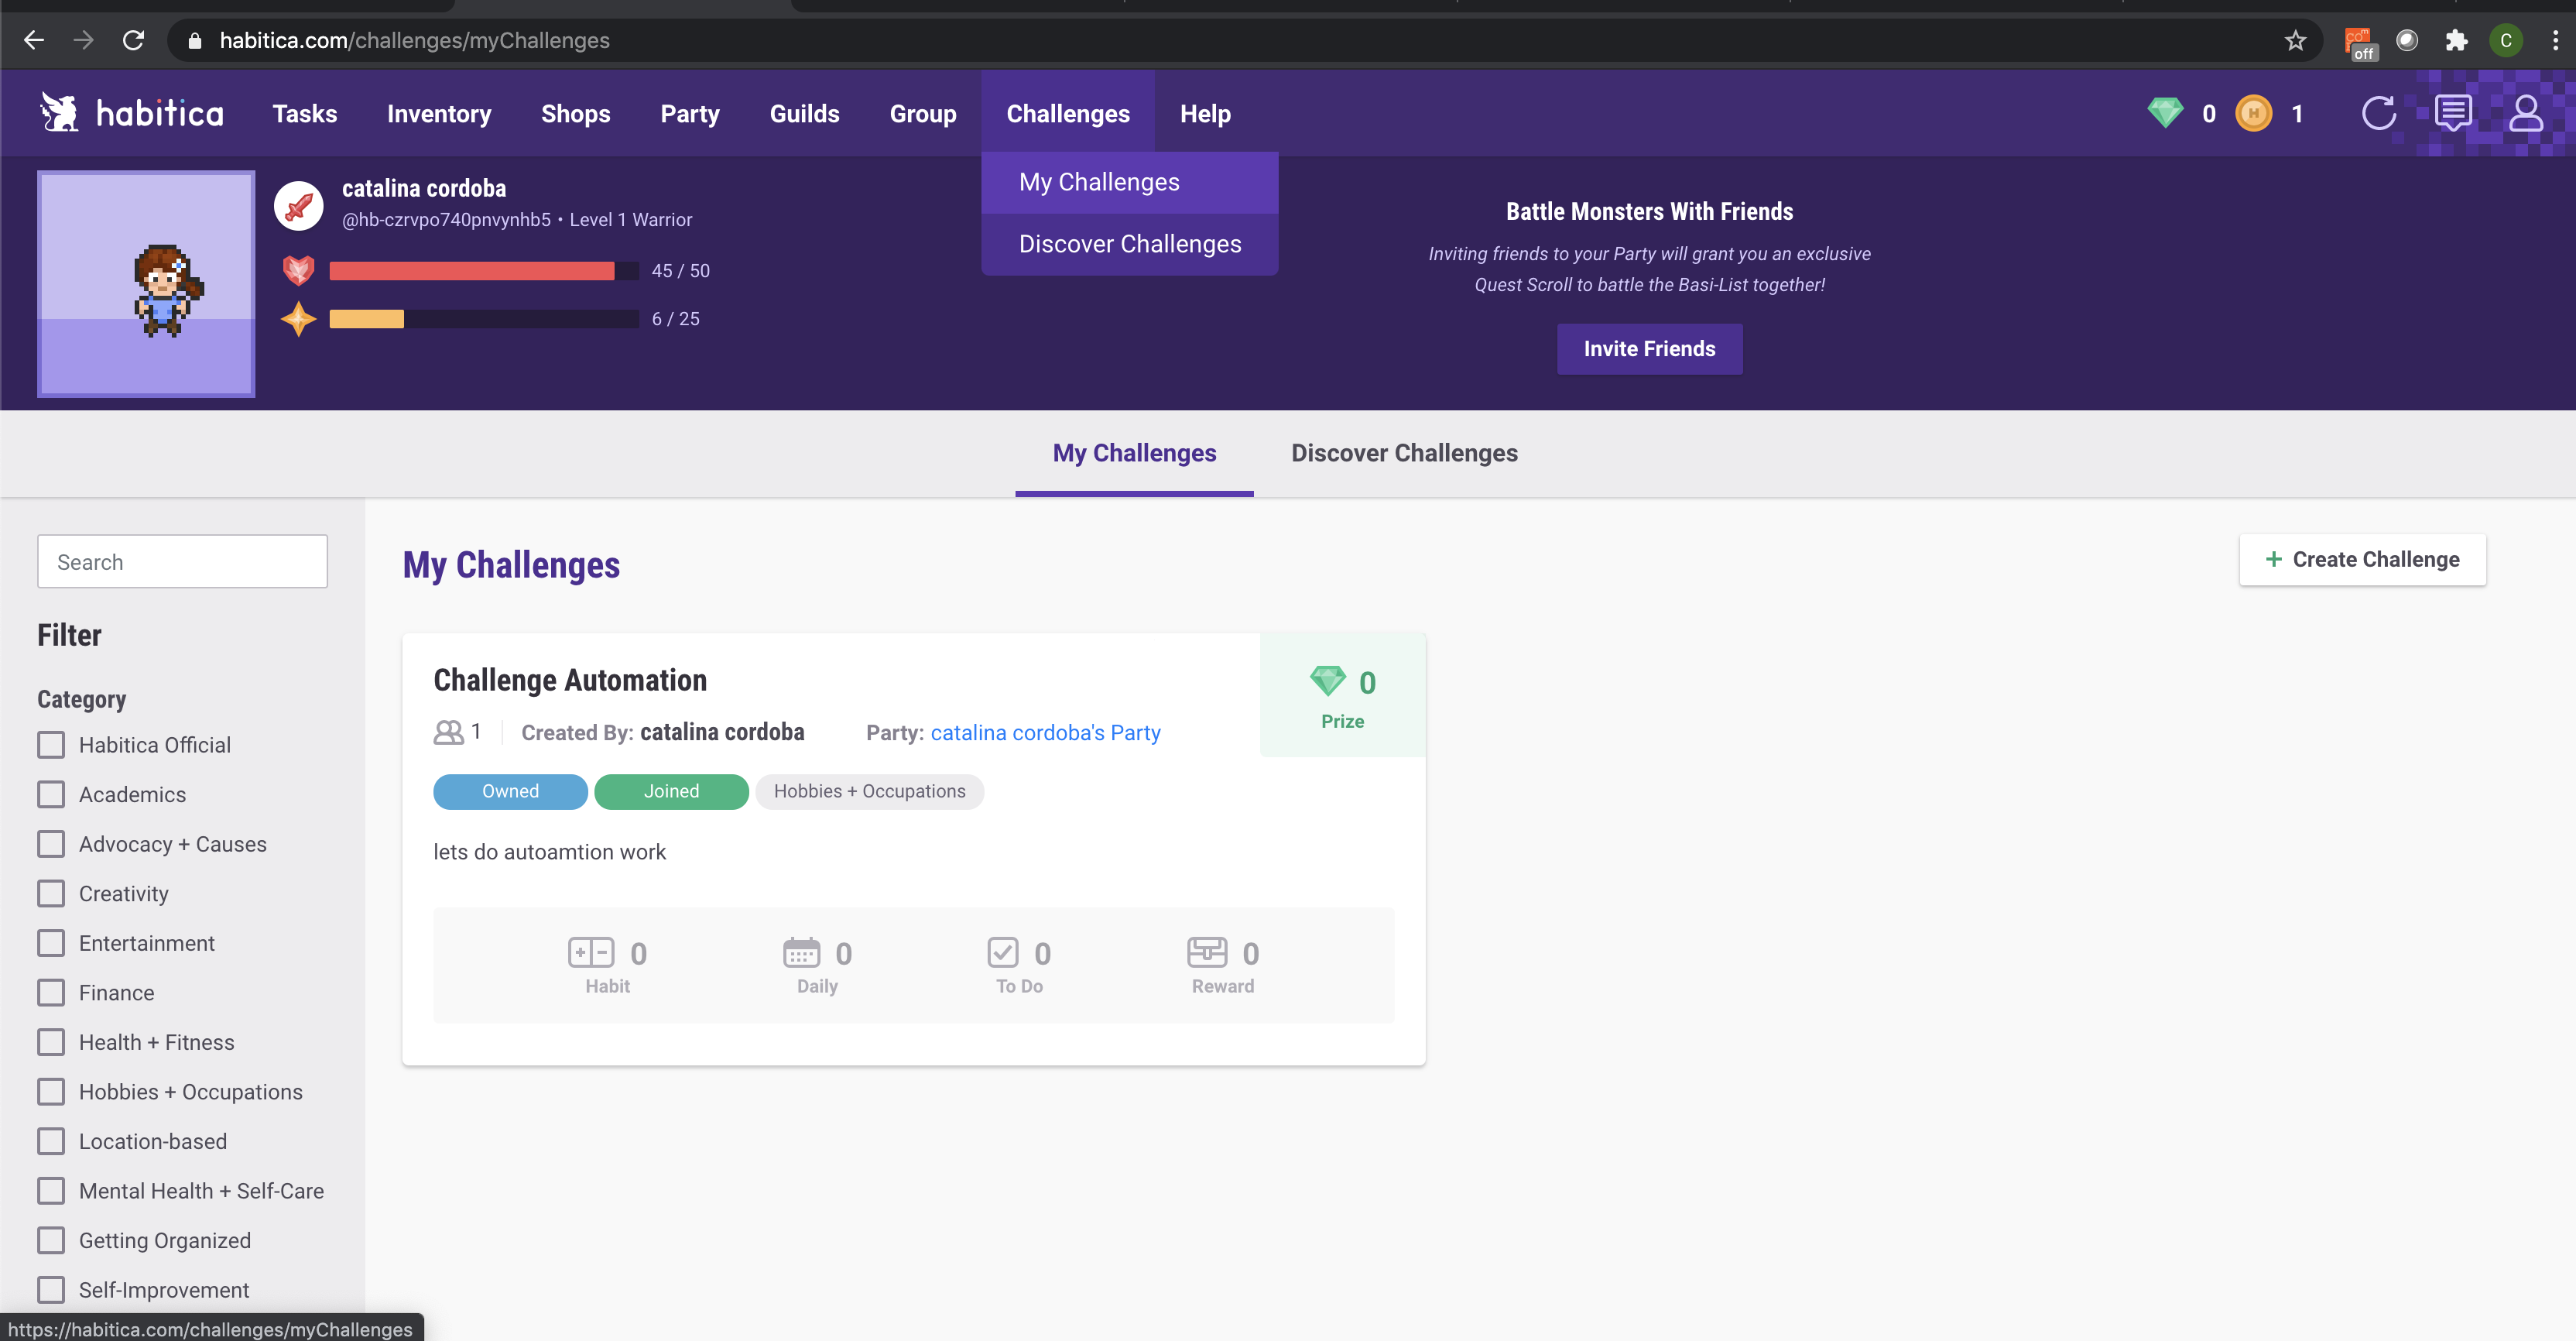 habitica.com/challenges/myChallenges
com off C
habitica Tasks Inventory Shops Party Guilds Group Challenges Help 0 H 1
My Challenges
Discover Challenges
catalina cordoba
@hb-czrvpo740pnvynhb5 • Level 1 Warrior
45 / 50
6 / 25
Battle Monsters With Friends
Inviting friends to your Party will grant you an exclusive
Quest Scroll to battle the Basi-List together!
Invite Friends
My Challenges Discover Challenges
Search
Filter
Category
Habitica Official
Academics
Advocacy + Causes
Creativity
Entertainment
Finance
Health + Fitness
Hobbies + Occupations
Location-based
Mental Health + Self-Care
Getting Organized
Self-Improvement
My Challenges
+ Create Challenge
Challenge Automation
0
Prize
1 Created By: catalina cordoba Party: catalina cordoba's Party
Owned Joined Hobbies + Occupations
lets do autoamtion work
0 0 0 0
Habit Daily To Do Reward
https://habitica.com/challenges/myChallenges